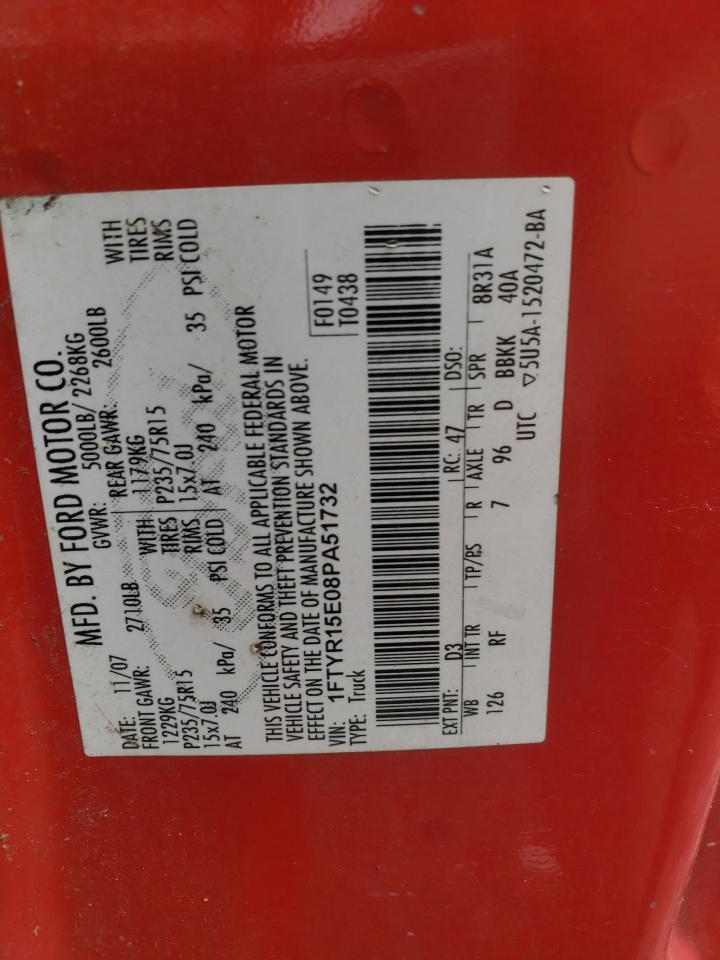 MFD. BY FORD MOTOR CO.
DATE: 11/07 GVWR: 5000LB/ 2268KG
FRONT GAWR: 2710LB REAR GAWR: 2600LB
1229KG WITH 1179KG WITH
P235/75R15 TIRES P235/75R15 TIRES
15x7.0J RIMS 15x7.0J RIMS
AT 240 kPa/ 35 PSI COLD AT 240 kPa/ 35 PSI COLD
THIS VEHICLE CONFORMS TO ALL APPLICABLE FEDERAL MOTOR
VEHICLE SAFETY AND THEFT PREVENTION STANDARDS IN
EFFECT ON THE DATE OF MANUFACTURE SHOWN ABOVE.
VIN: 1FTYR15E08PA51732 F0149
TYPE: Truck T0438
EXT PNT: D3 RC: 47 DSO:
WB INT TR TP/PS R AXLE TR SPR 8R31A
126 RF 7 96 D BBKK 40A
UTC ▽5U5A-1520472-BA